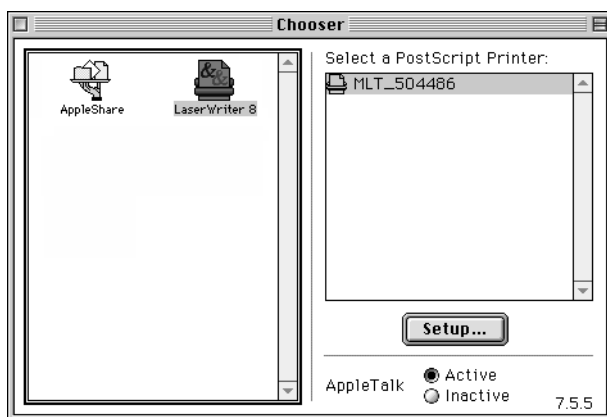 Chooser
AppleShare
LaserWriter 8
Select a PostScript Printer:
MLT_504486
Setup...
AppleTalk
Active
Inactive
7.5.5